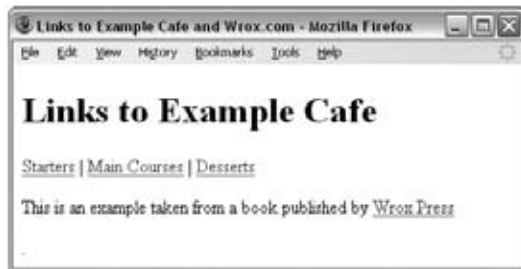 Links to Example Cafe and Wrox.com - Mozilla Firefox
File Edit View History Bookmarks Tools Help
Links to Example Cafe
Starters | Main Courses | Desserts
This is an example taken from a book published by Wrox Press